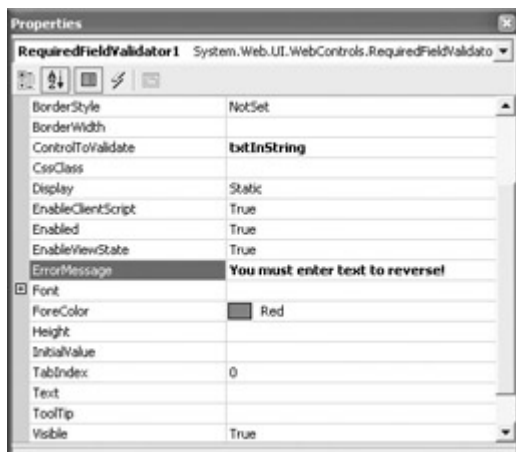 Properties
RequiredFieldValidator1 System.Web.UI.WebControls.RequiredFieldValidato
BorderStyle NotSet
BorderWidth
ControlToValidate txtInString
CssClass
Display Static
EnableClientScript True
Enabled True
EnableViewState True
ErrorMessage You must enter text to reverse!
Font
ForeColor Red
Height
InitialValue
TabIndex 0
Text
ToolTip
Visible True